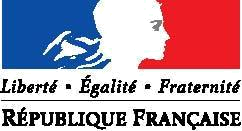 Liberté • Égalité • Fraternité
RÉPUBLIQUE FRANÇAISE